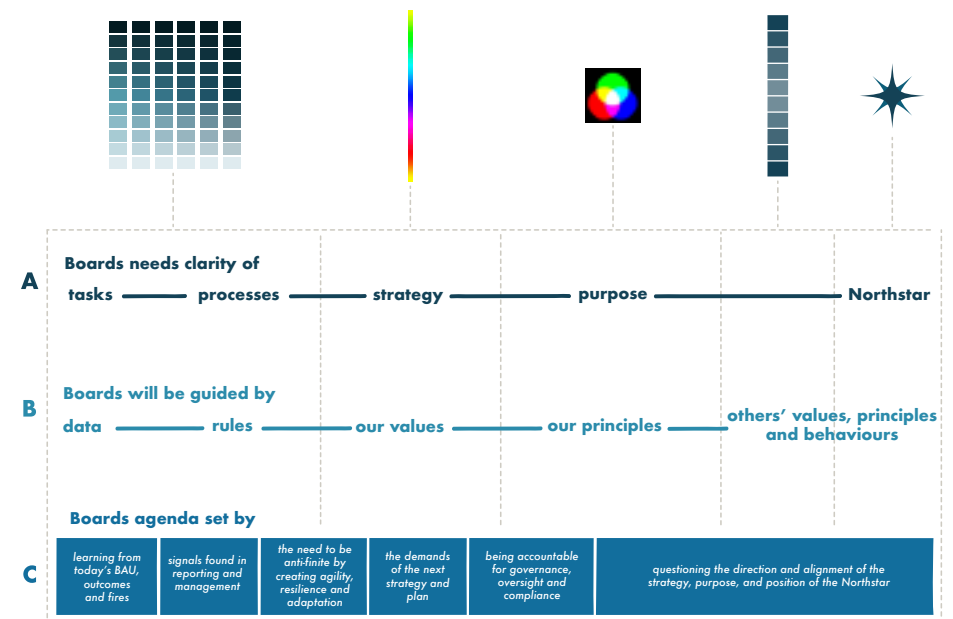 A
Boards needs clarity of
tasks processes strategy purpose Northstar
B
Boards will be guided by
data rules our values our principles others’ values, principles
and behaviours
Boards agenda set by
C
learning from
today’s BAU,
outcomes
and fires
signals found in
reporting and
management
the need to be
anti-finite by
creating agility,
resilience and
adaptation
the demands
of the next
strategy and
plan
being accountable
for governance,
oversight and
compliance
questioning the direction and alignment of the
strategy, purpose, and position of the Northstar